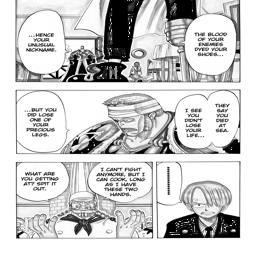 THE BLOOD
OF YOUR
ENEMIES
DYED YOUR
SHOES...
...HENCE
YOUR
UNUSUAL
NICKNAME.
THEY
SAY YOU
DIED
AT
SEA.
I SEE
YOU
DIDN'T
LOSE
YOUR
LIFE...
...BUT YOU
DID LOSE
ONE OF
YOUR
PRECIOUS
LEGS.
!!!!!!!!!!
I CAN'T FIGHT
ANYMORE, BUT I
CAN COOK, LONG
AS I HAVE
THESE TWO
HANDS.
WHAT ARE
YOU GETTING
AT? SPIT IT
OUT.